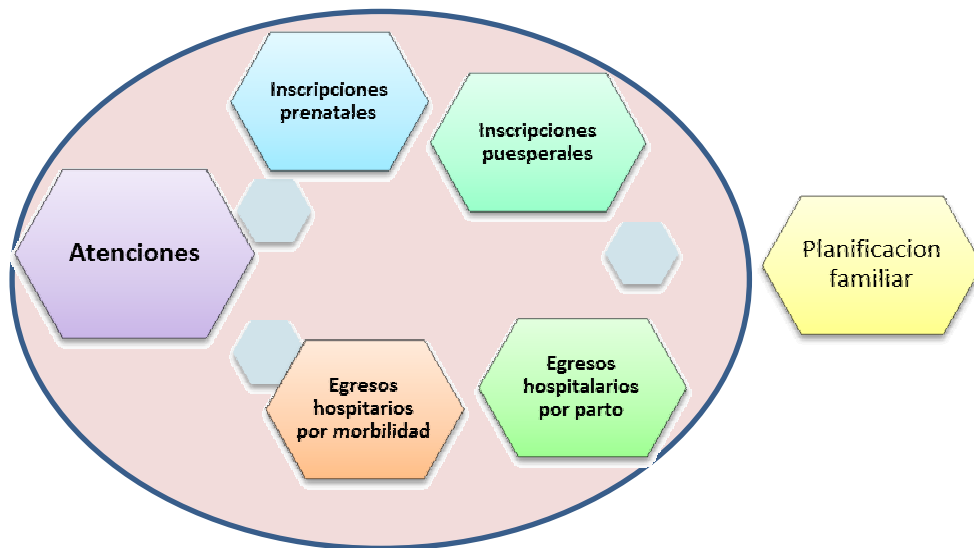 Inscripciones
prenatales
Inscripciones
puesperales
Atenciones
Planificacion
familiar
Egresos
hospitarios
por morbilidad
Egresos
hospitalarios
por parto